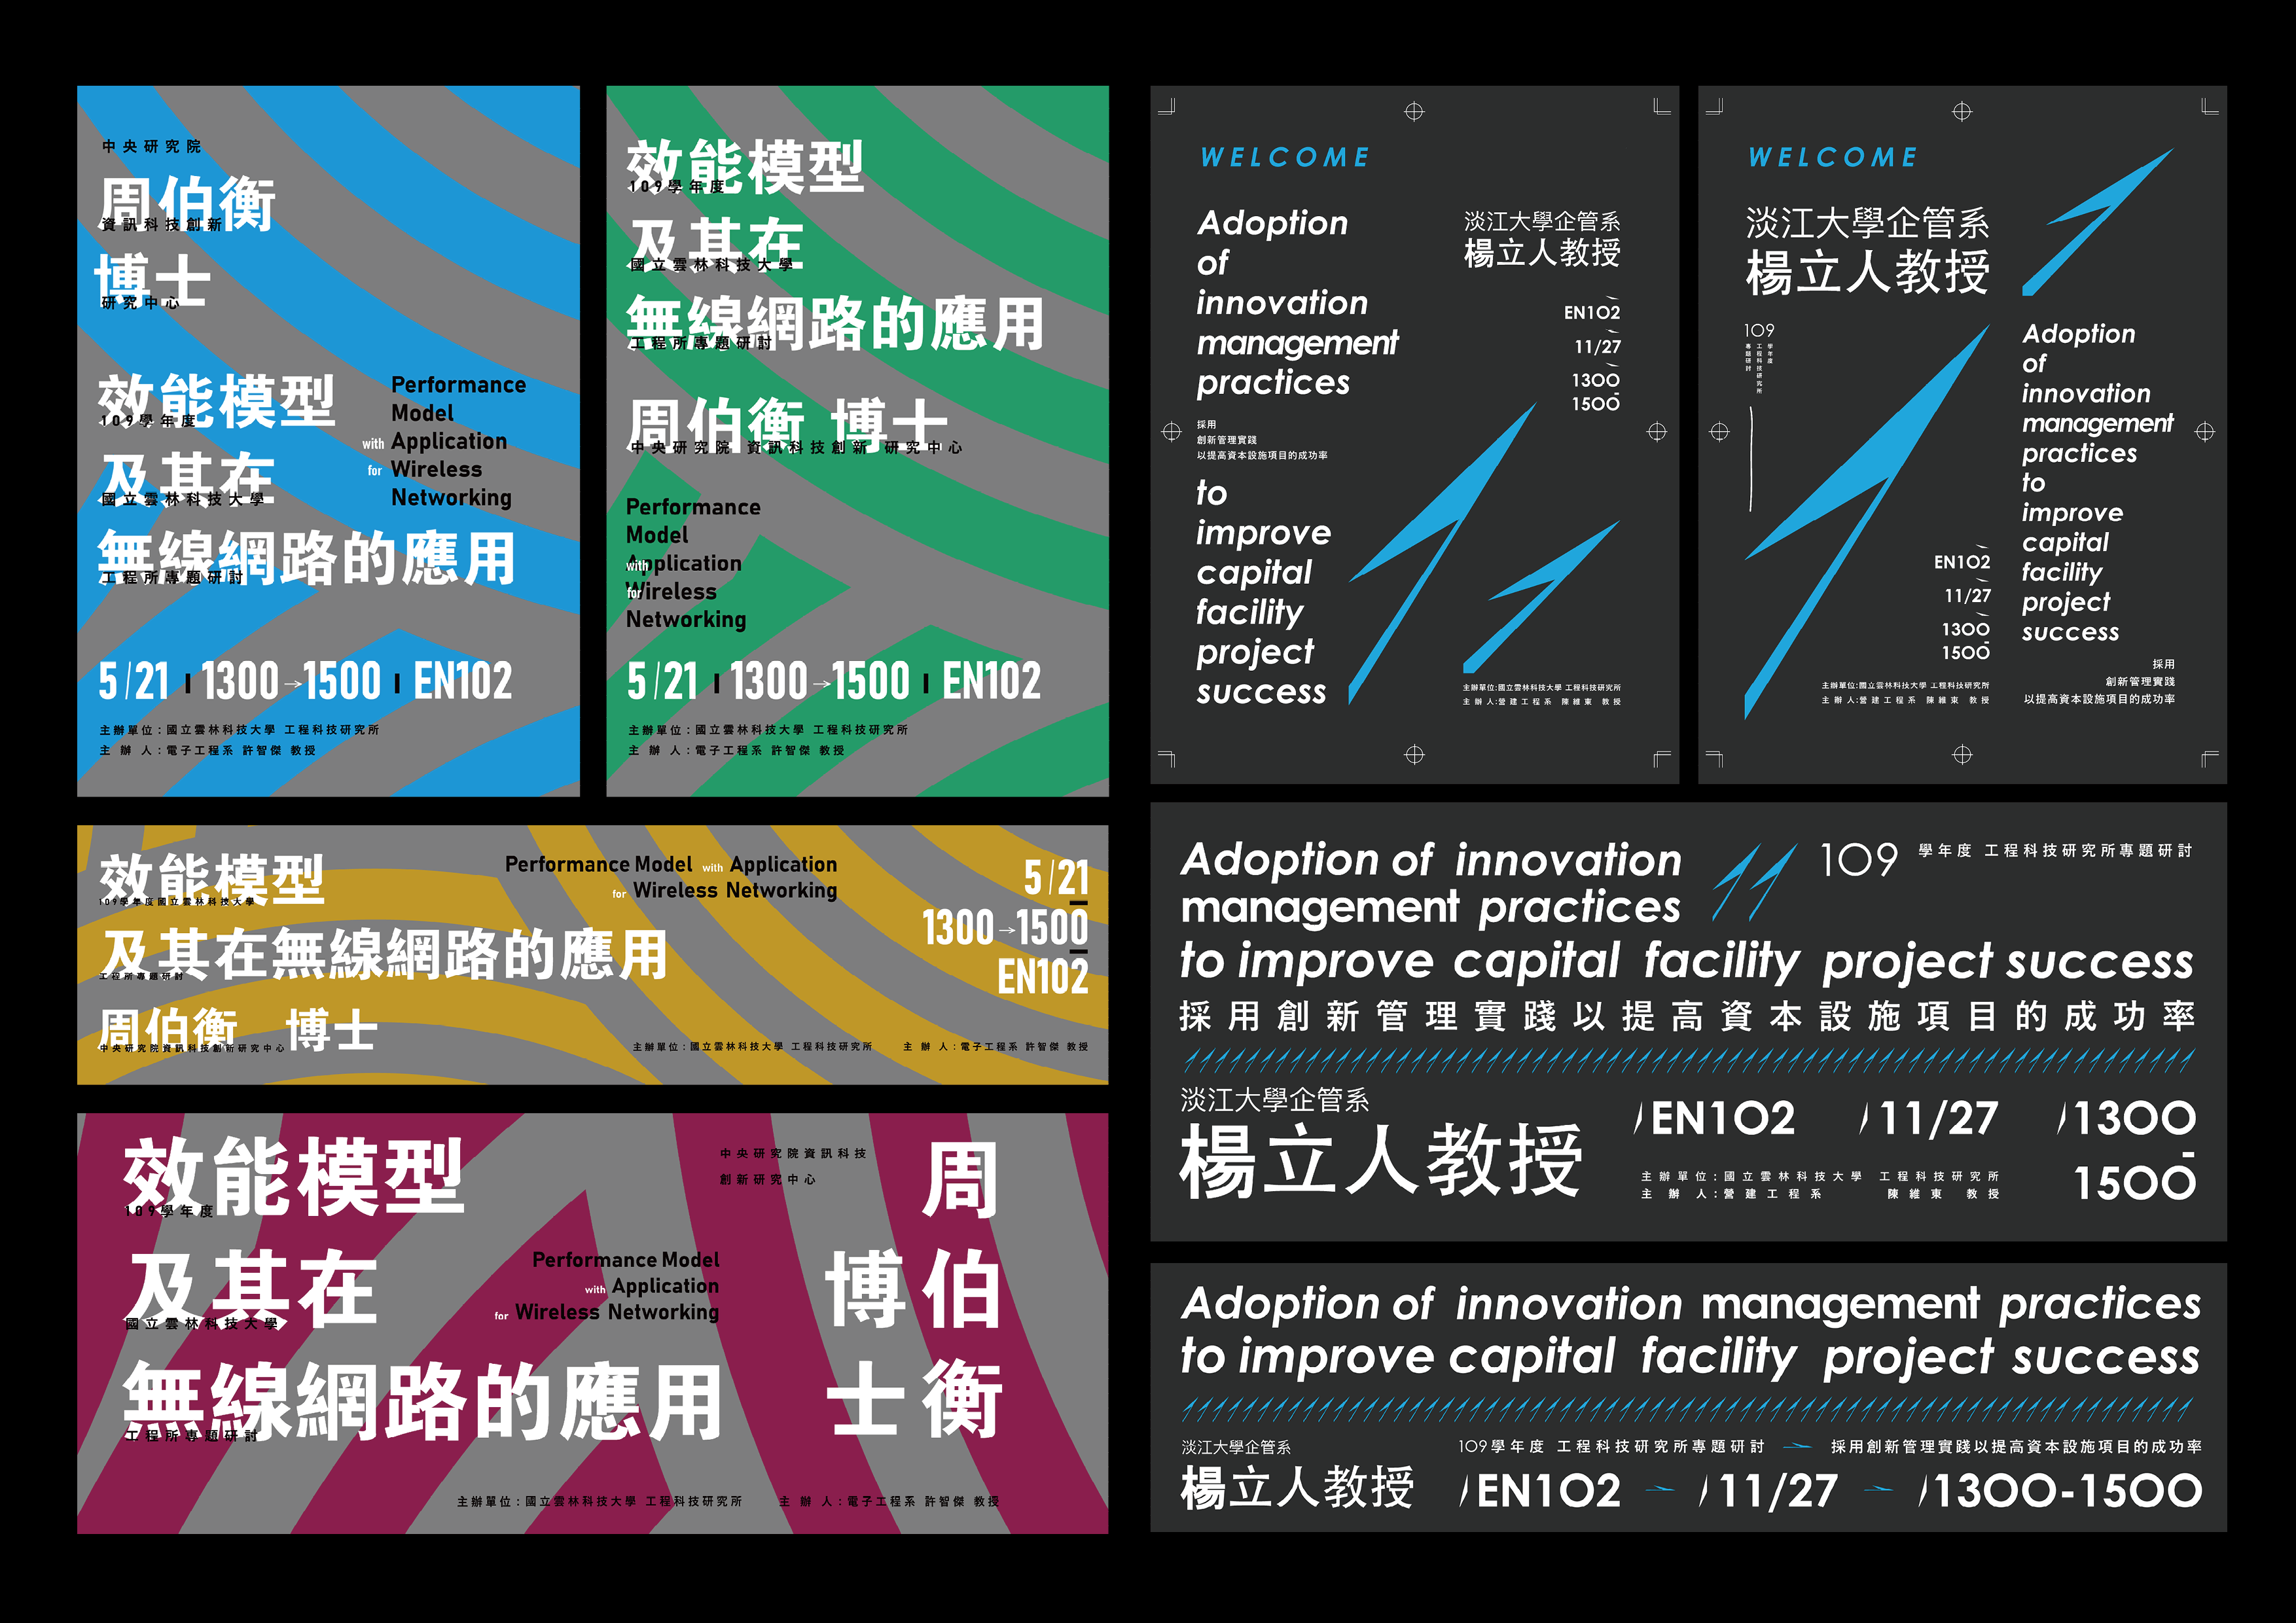 中央研究院
周伯衡
資訊科技創新
博士
研究中心
效能模型
109學年度
及其在
國立雲林科技大學
無線網路的應用
工程所專題研討
Performance
Model
with Application
for Wireless
Networking
5/21 1300→1500 EN102
主辦單位：國立雲林科技大學 工程科技研究所
主 辦 人：電子工程系 許智傑 教授
效能模型
109學年度
及其在
國立雲林科技大學
無線網路的應用
工程所專題研討
周伯衡 博士
中央研究院 資訊科技創新 研究中心
Performance
Model
with Application
for Wireless
Networking
5/21 1300→1500 EN102
主辦單位：國立雲林科技大學 工程科技研究所
主 辦 人：電子工程系 許智傑 教授
效能模型
109學年度國立雲林科技大學
及其在無線網路的應用
工程所專題研討
周伯衡 博士
中央研究院資訊科技創新研究中心
Performance Model with Application
for Wireless Networking
5/21
1300→1500
EN102
主辦單位：國立雲林科技大學 工程科技研究所 主 辦 人：電子工程系 許智傑 教授
效能模型
109學年度
及其在
國立雲林科技大學
無線網路的應用
工程所專題研討
中央研究院資訊科技
創新研究中心
Performance Model
with Application
for Wireless Networking
周伯衡
博士
主辦單位：國立雲林科技大學 工程科技研究所 主 辦 人：電子工程系 許智傑 教授
WELCOME
Adoption
of
innovation
management
practices
採用
創新管理實踐
以提高資本設施項目的成功率
to
improve
capital
facility
project
success
淡江大學企管系
楊立人教授
EN102
11/27
1300
-
1500
主辦單位:國立雲林科技大學 工程科技研究所
主 辦 人:營建工程系 陳維東 教授
WELCOME
淡江大學企管系
楊立人教授
109
學年度
工程科技研究所
專題研討
Adoption
of
innovation
management
practices
to
improve
capital
facility
project
success
EN102
11/27
1300
-
1500
採用
創新管理實踐
以提高資本設施項目的成功率
主辦單位:國立雲林科技大學 工程科技研究所
主 辦 人:營建工程系 陳維東 教授
Adoption of innovation
management practices
to improve capital facility project success
109 學年度 工程科技研究所專題研討
採用創新管理實踐以提高資本設施項目的成功率
淡江大學企管系
楊立人教授
EN102 11/27 1300
-
1500
主辦單位:國立雲林科技大學 工程科技研究所
主 辦 人:營建工程系 陳維東 教授
Adoption of innovation management practices
to improve capital facility project success
淡江大學企管系
楊立人教授
109學年度 工程科技研究所專題研討 採用創新管理實踐以提高資本設施項目的成功率
EN102 11/27 1300-1500